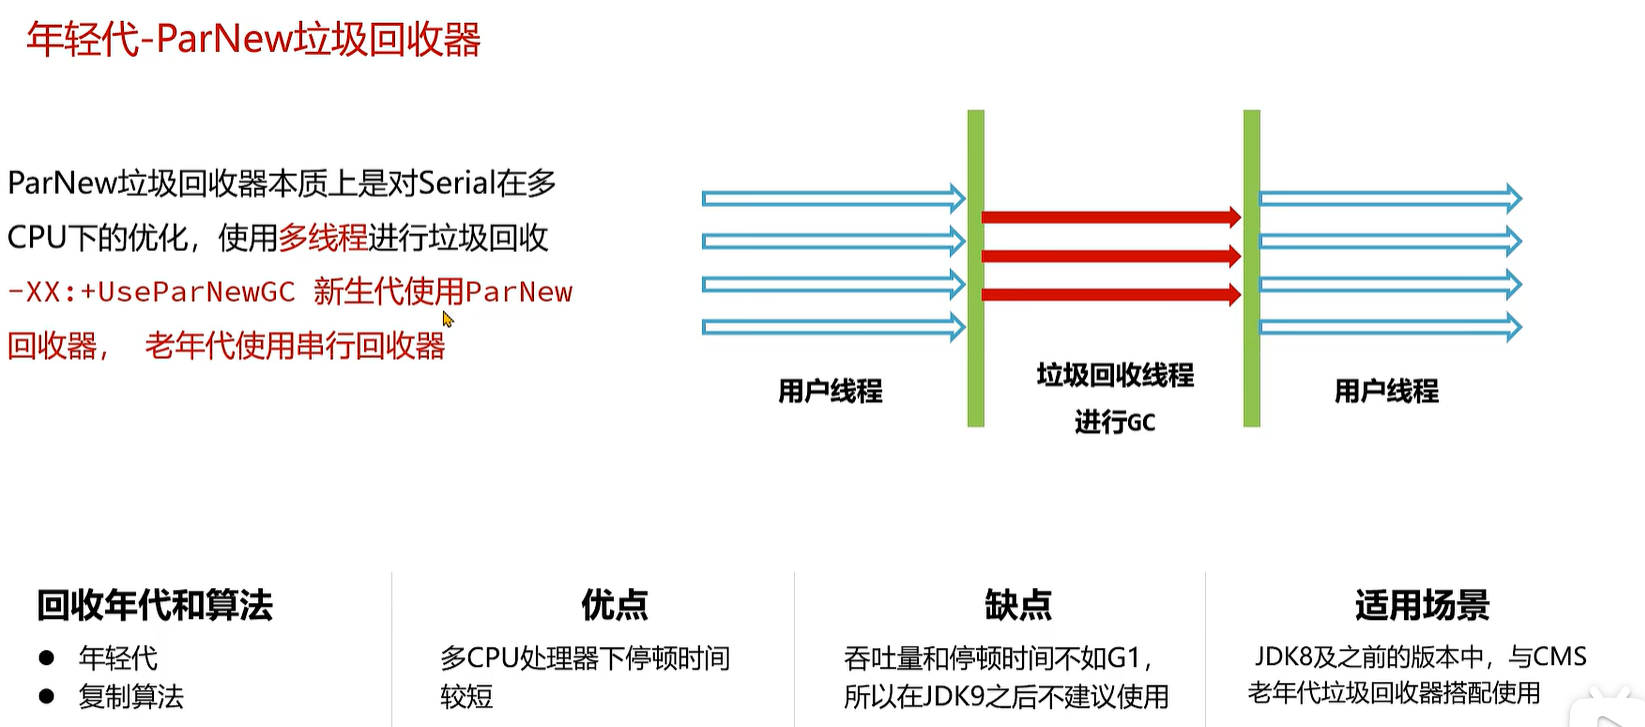 年轻代-ParNew垃圾回收器
ParNew垃圾回收器本质上是对Serial在多
CPU下的优化，使用多线程进行垃圾回收
-XX:+UseParNewGC 新生代使用ParNew
回收器， 老年代使用串行回收器
用户线程
垃圾回收线程
进行GC
用户线程
回收年代和算法
● 年轻代
● 复制算法
优点
多CPU处理器下停顿时间
较短
缺点
吞吐量和停顿时间不如G1，
所以在JDK9之后不建议使用
适用场景
JDK8及之前的版本中，与CMS
老年代垃圾回收器搭配使用